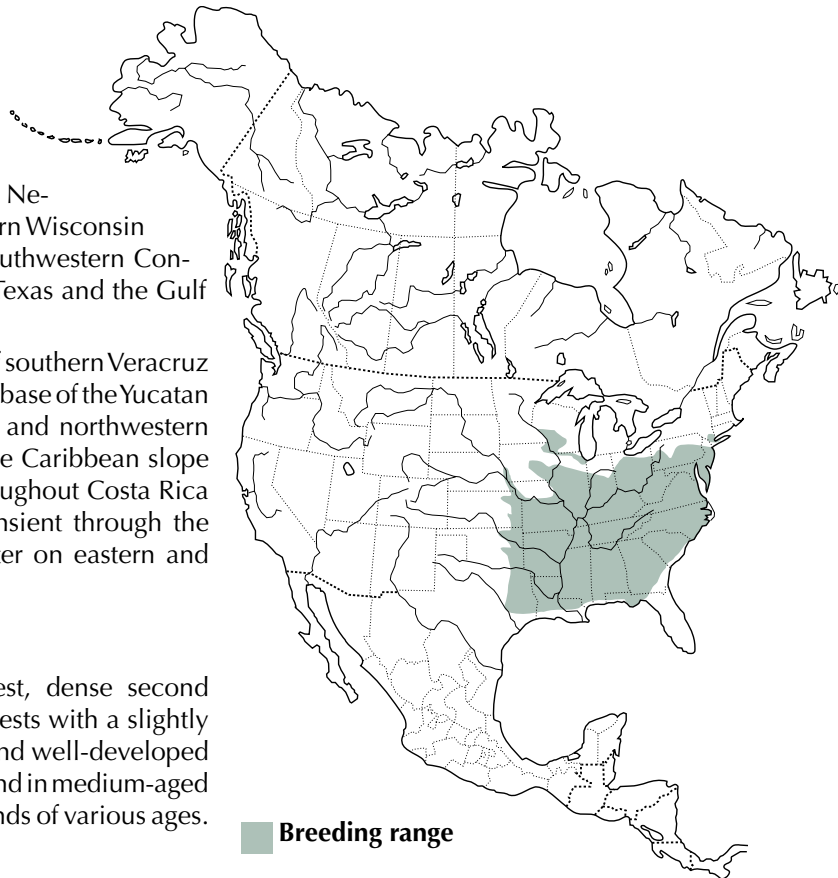 Ne-
rn Wisconsin
uthwestern Con-
Texas and the Gulf
f southern Veracruz
base of the Yucatan
and northwestern
e Caribbean slope
oughout Costa Rica
nsient through the
ter on eastern and
est, dense second
ests with a slightly
nd well-developed
nd in medium-aged
nds of various ages.
Breeding range